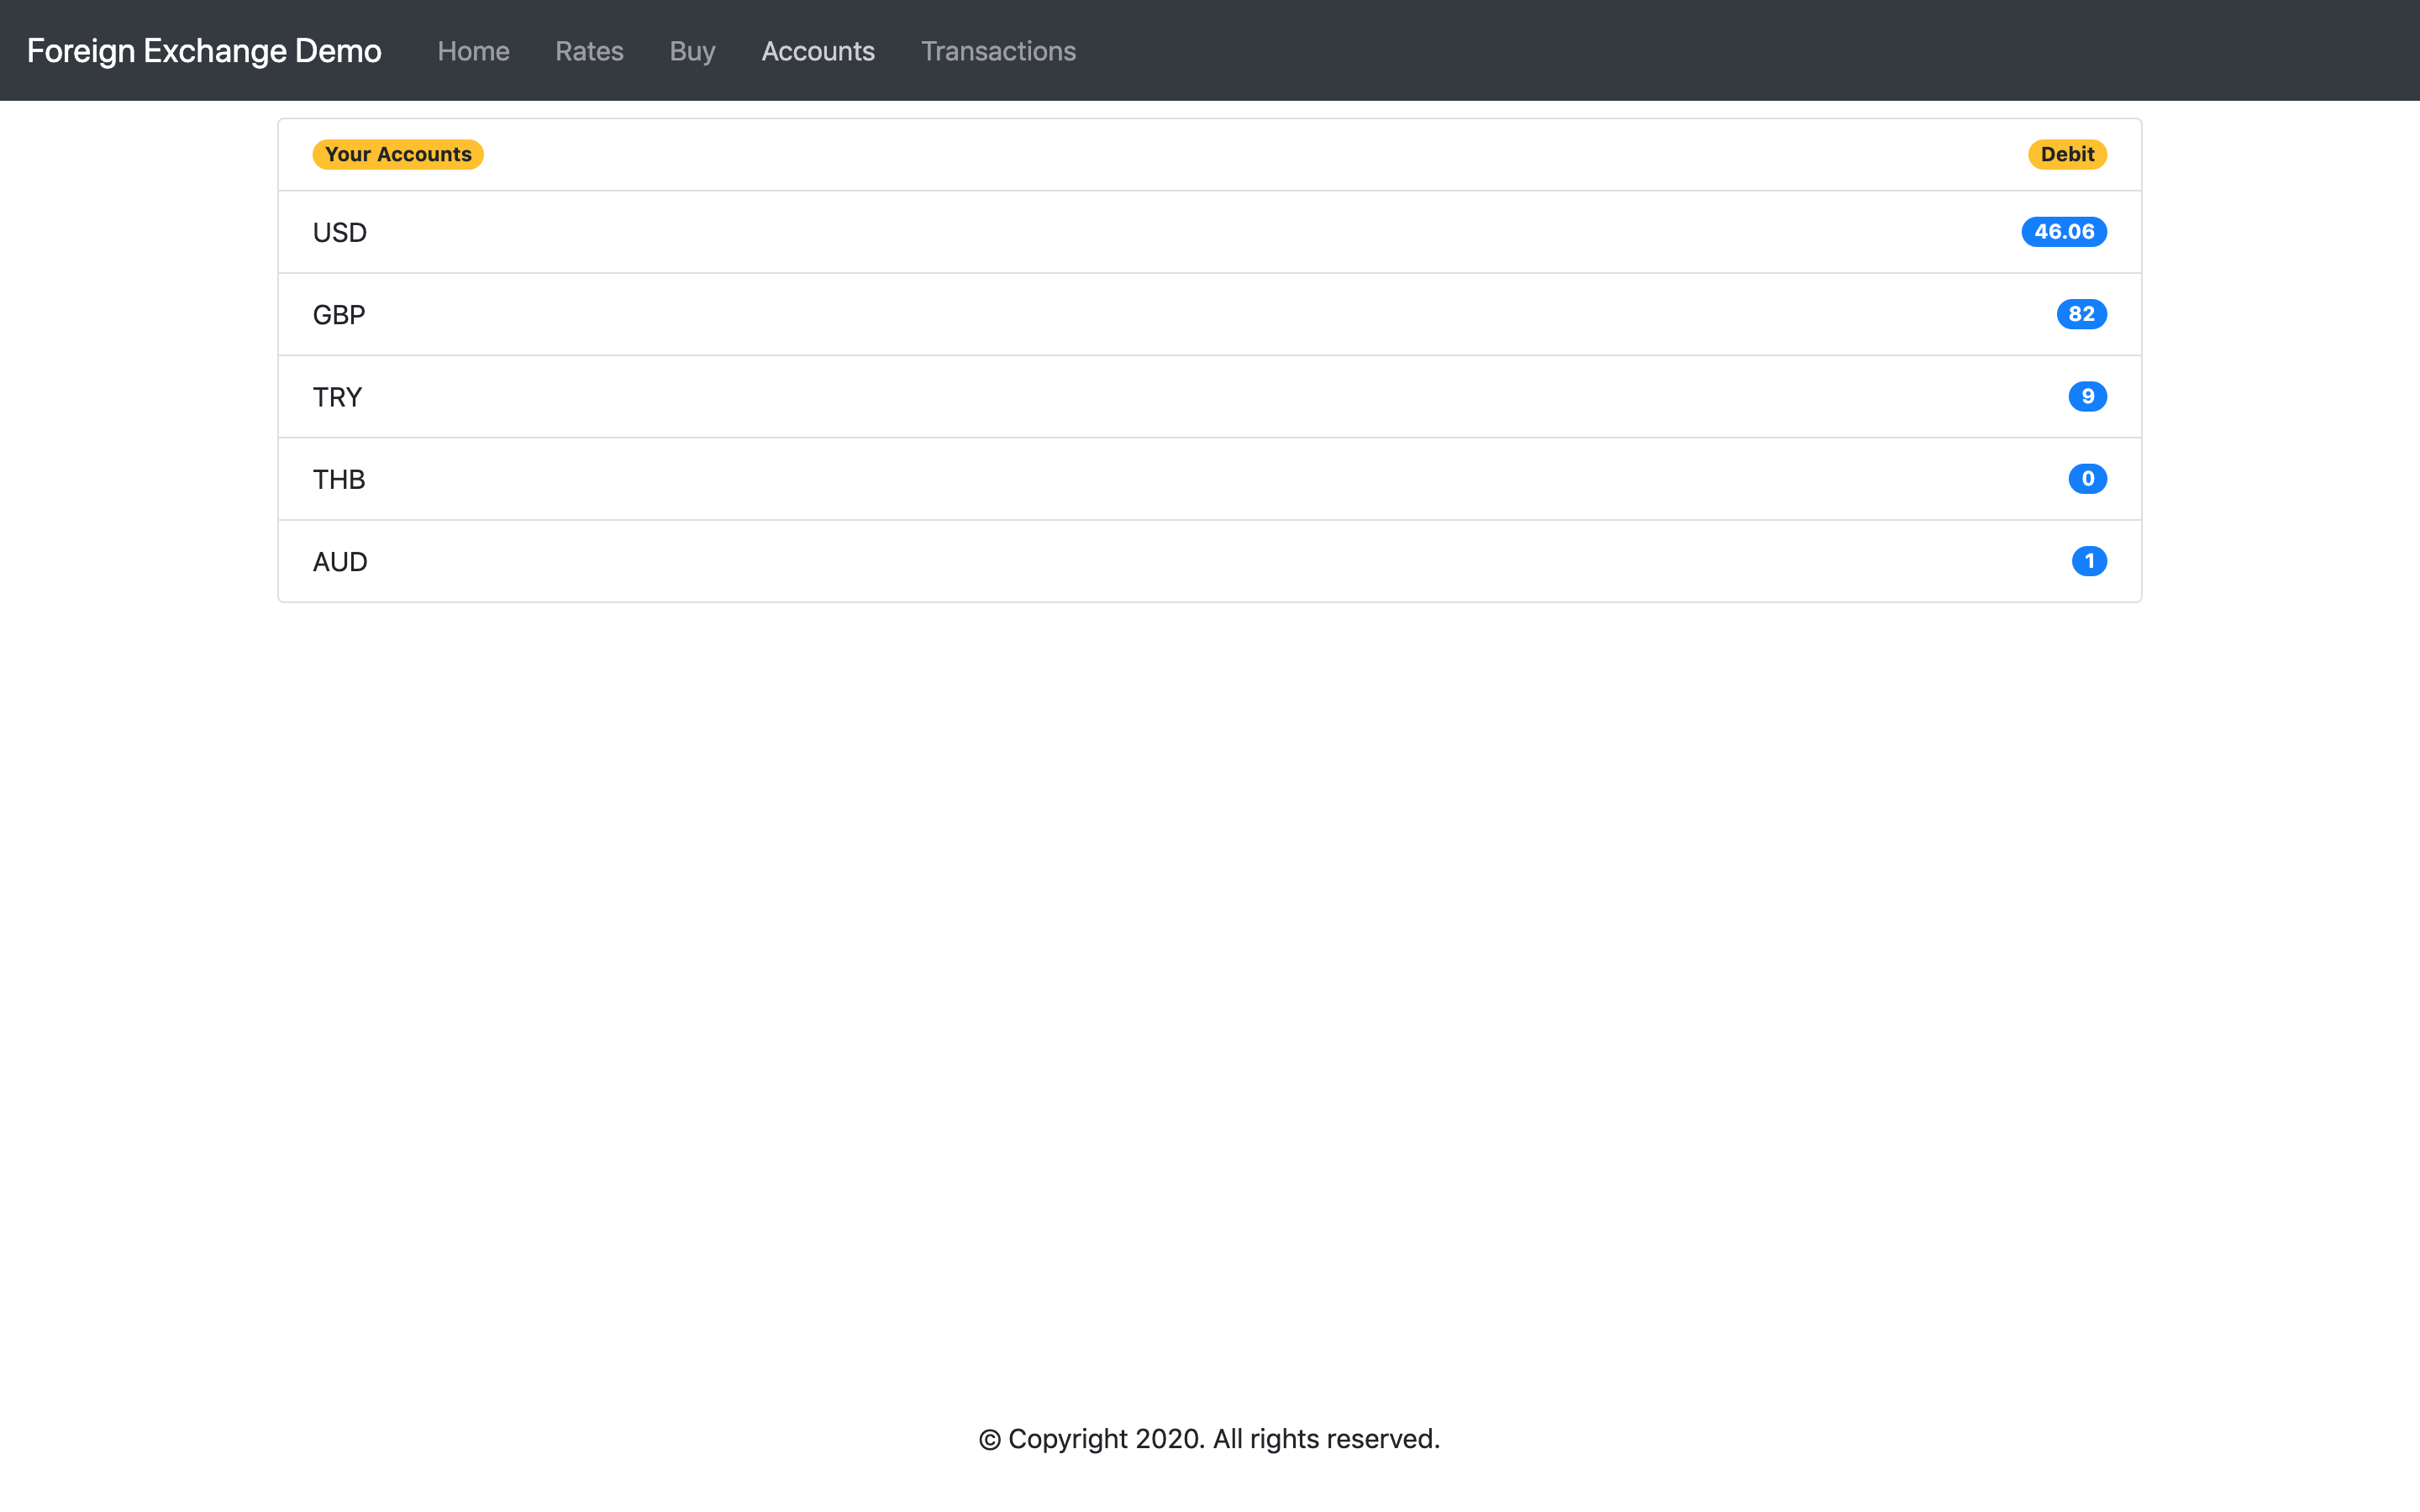 Foreign Exchange Demo Home Rates Buy Accounts Transactions
Your Accounts Debit
USD 46.06
GBP 82
TRY 9
THB 0
AUD 1
© Copyright 2020. All rights reserved.